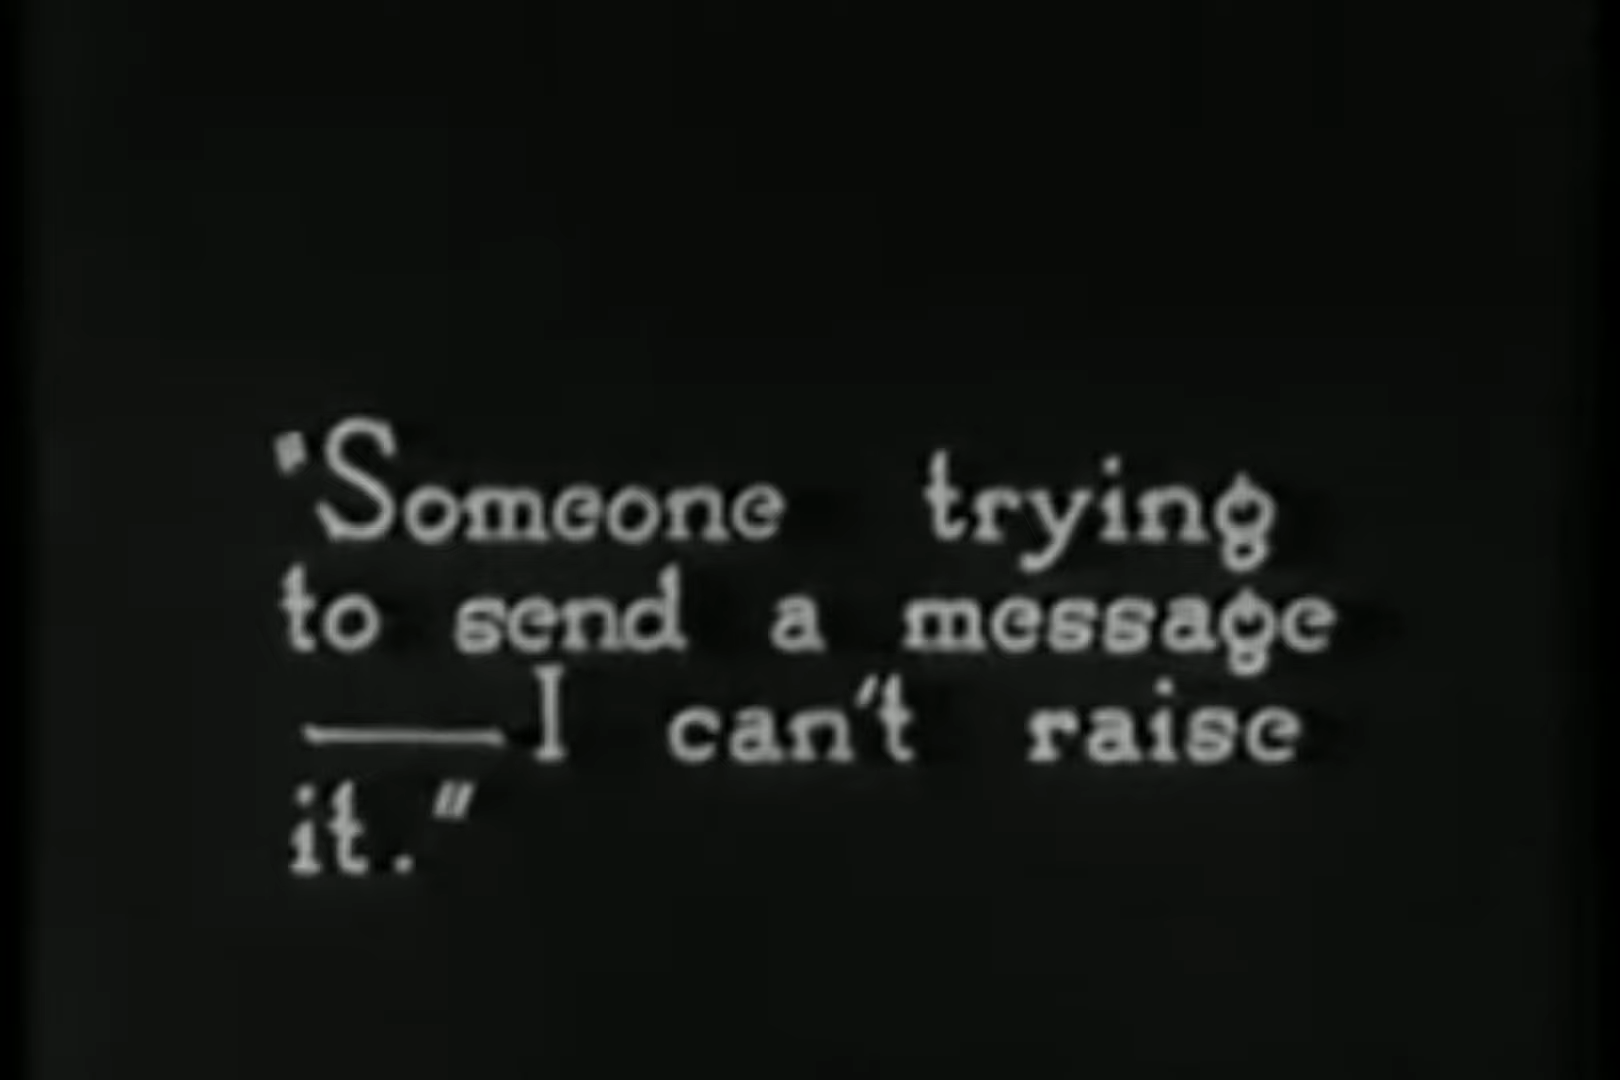 "Someone trying
to send a message
—I can't raise
it."